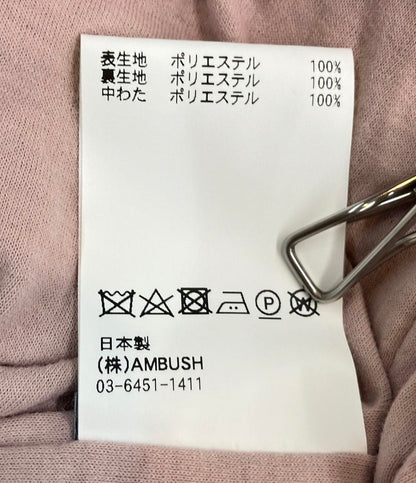 表生地 ポリエステル 100%
裏生地 ポリエステル 100%
中わた ポリエステル 100%
日本製
(株)AMBUSH
03-6451-1411